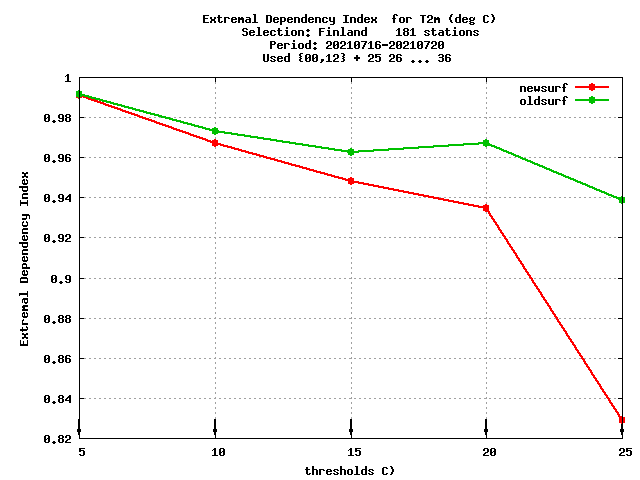 Extremal Dependency Index  for T2m (deg C)
Selection: Finland    181 stations
Period: 20210716-20210720
Used {00,12} + 25 26 ... 36
newsurf
oldsurf
Extremal Dependency Index
1
0.98
0.96
0.94
0.92
0.9
0.88
0.86
0.84
0.82
5
10
15
20
25
thresholds C)